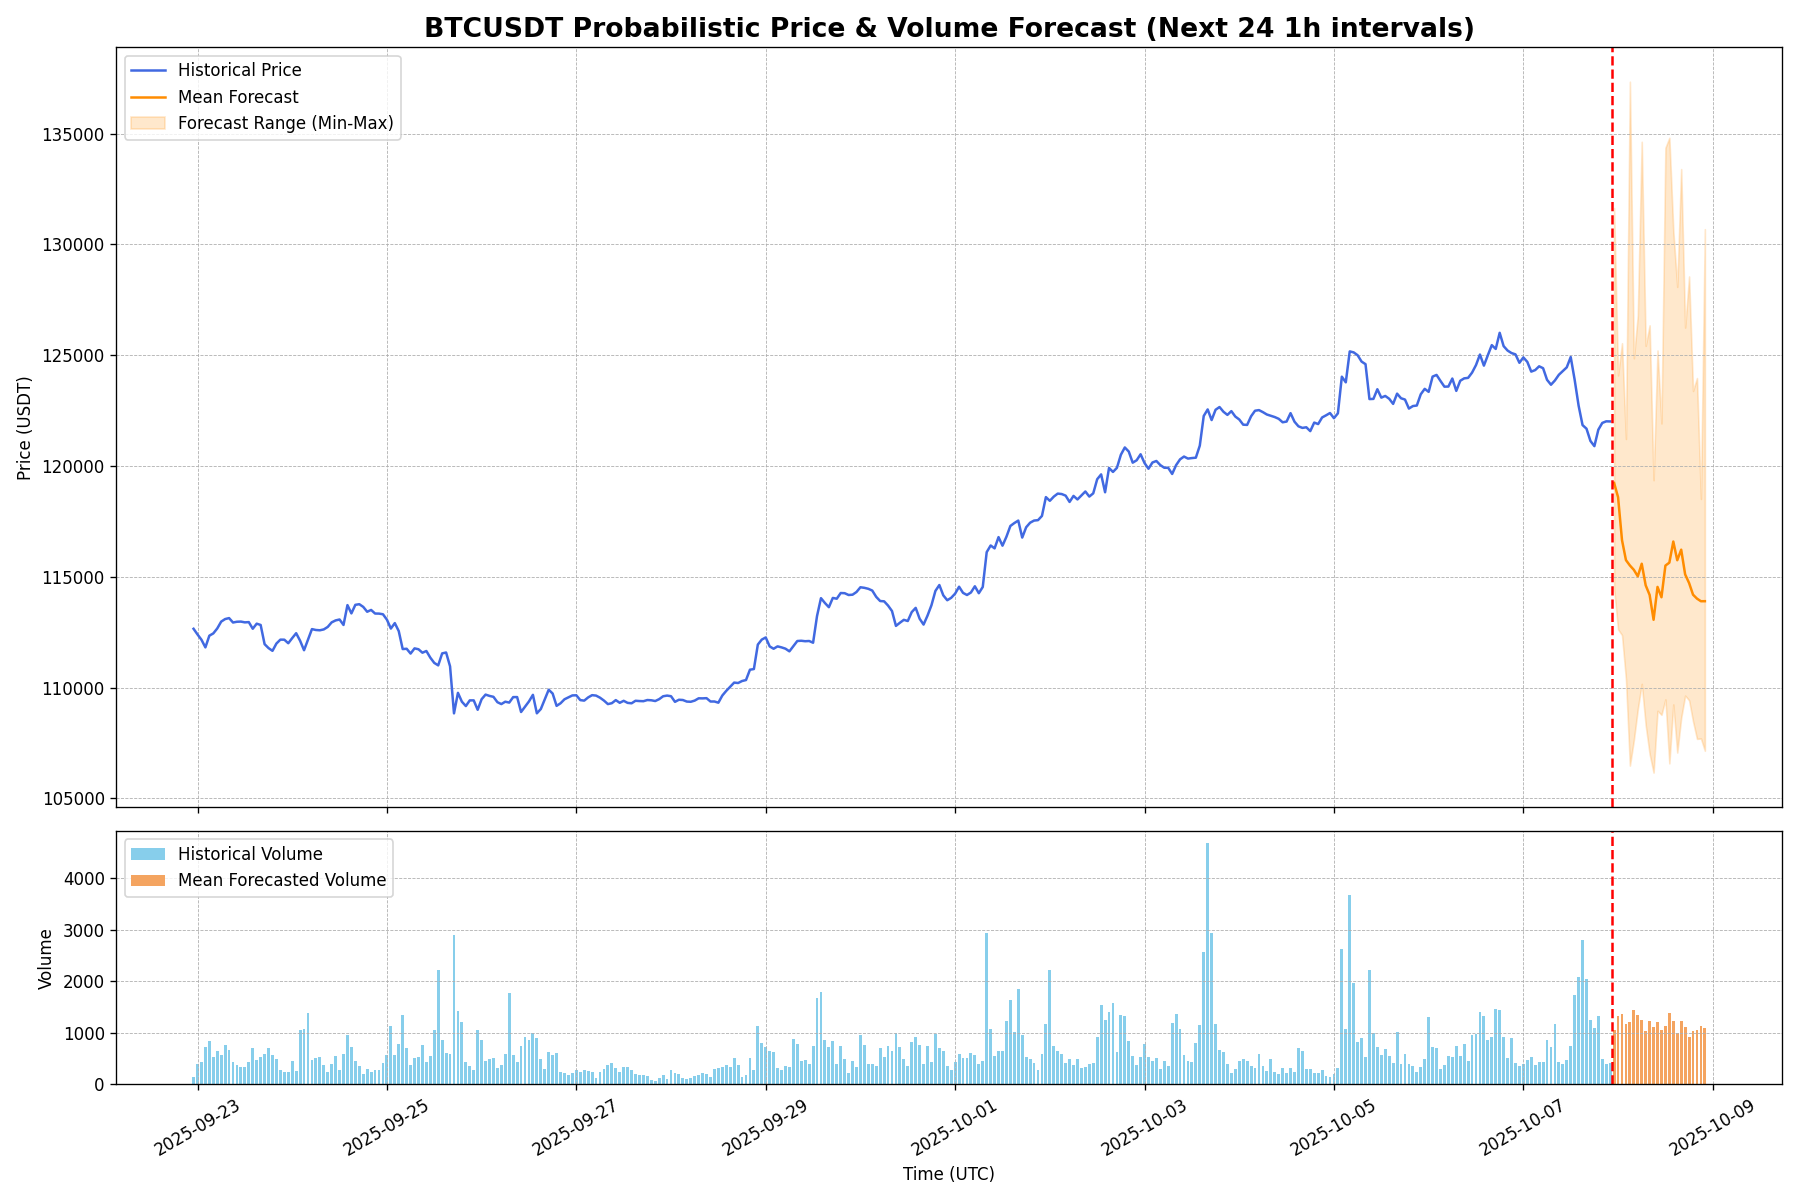 BTCUSDT Probabilistic Price & Volume Forecast (Next 24 1h intervals)
Historical Price
Mean Forecast
Forecast Range (Min-Max)
135000
130000
125000
120000
115000
110000
105000
Price (USDT)
Historical Volume
Mean Forecasted Volume
4000
3000
2000
1000
0
Volume
2025-09-23
2025-09-25
2025-09-27
2025-09-29
2025-10-01
2025-10-03
2025-10-05
2025-10-07
2025-10-09
Time (UTC)